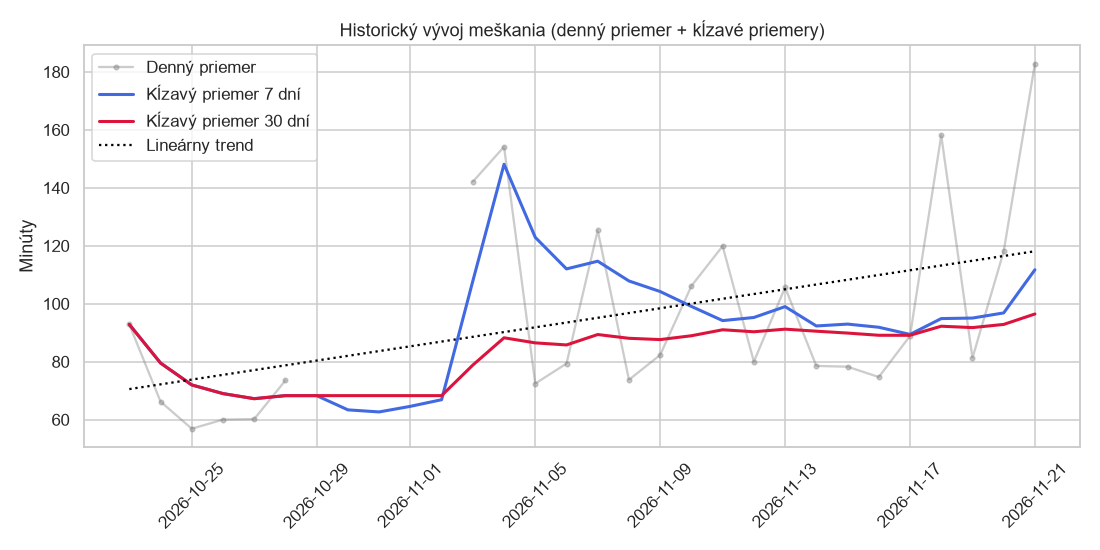 Historický vývoj meškania (denný priemer + kĺzavé priemery)
Denný priemer
Kĺzavý priemer 7 dní
Kĺzavý priemer 30 dní
Lineárny trend
Minúty
180
160
140
120
100
80
60
2026-10-25
2026-10-29
2026-11-01
2026-11-05
2026-11-09
2026-11-13
2026-11-17
2026-11-21